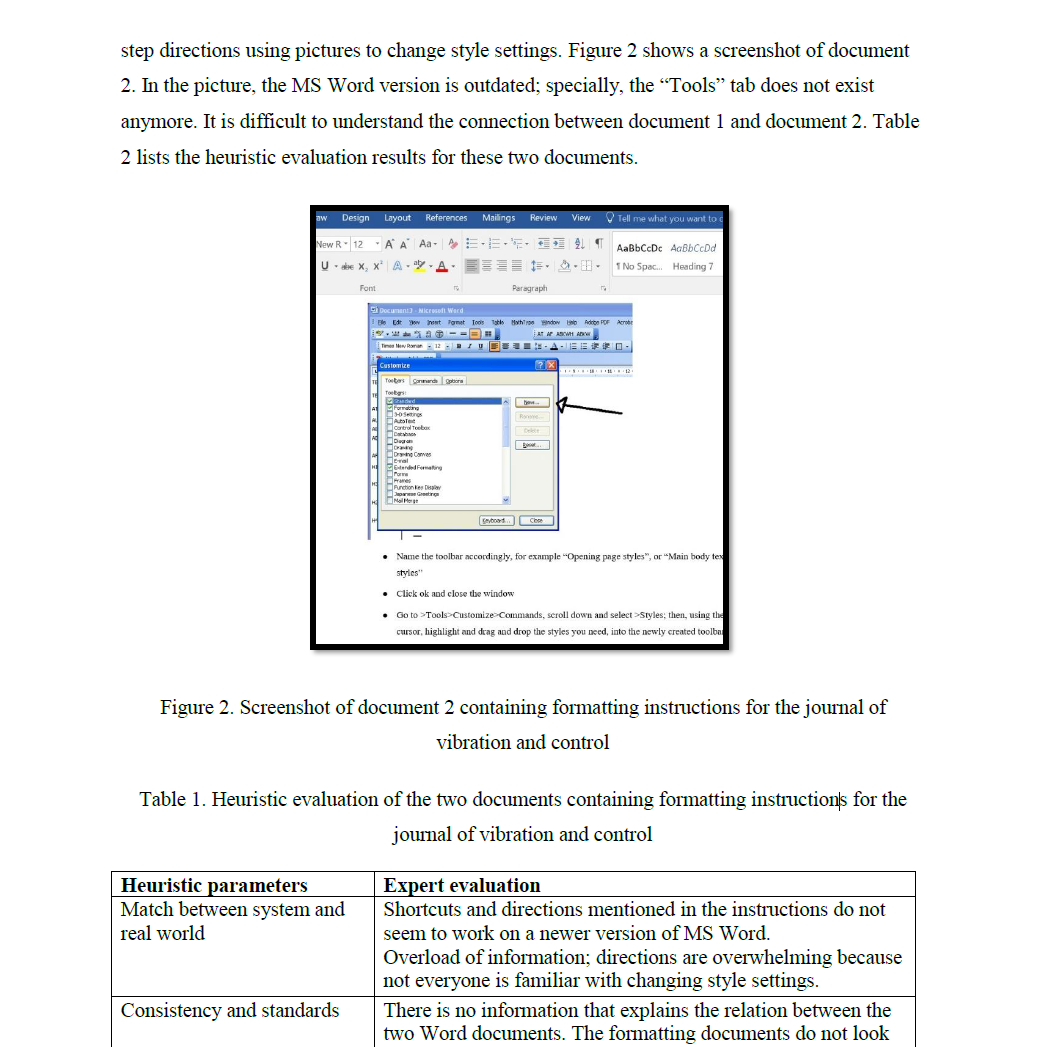 step directions using pictures to change style settings. Figure 2 shows a screenshot of document
2. In the picture, the MS Word version is outdated; specially, the “Tools” tab does not exist
anymore. It is difficult to understand the connection between document 1 and document 2. Table
2 lists the heuristic evaluation results for these two documents.
aw Design Layout References Mailings Review View Tell me what you want to
New R 12 A A Aa
AaBbCcDc AaBbCcDd
U abc X₂ X² A A
1 No Spac... Heading 7
Font Paragraph
Document3 - Microsoft Word
File Edit View Insert Format Tools Table MathType Window Help Adobe PDF
Times New Roman 12 B I U
Customize
Toolbars Commands Options
Toolbars:
Standard
New...
Formatting
3-D Settings
Rename...
AutoText
Control Toolbox
Delete
Database
Diagram
Drawing
Reset...
Drawing Canvas
E-mail
Extended Formatting
Forms
Frames
Function Key Display
Japanese Greetings
Mail Merge
Keyboard... Close
• Name the toolbar accordingly, for example “Opening page styles”, or “Main body
styles”
• Click ok and close the window
• Go to >Tools>Customize>Commands, scroll down and select >Styles; then, using the
cursor, highlight and drag and drop the styles you need, into the newly created
Figure 2. Screenshot of document 2 containing formatting instructions for the journal of
vibration and control
Table 1. Heuristic evaluation of the two documents containing formatting instructions for the
journal of vibration and control
Heuristic parameters Expert evaluation
Match between system and Shortcuts and directions mentioned in the instructions do not
real world seem to work on a newer version of MS Word.
Overload of information; directions are overwhelming because
not everyone is familiar with changing style settings.
Consistency and standards There is no information that explains the relation between the
two Word documents. The formatting documents do not look